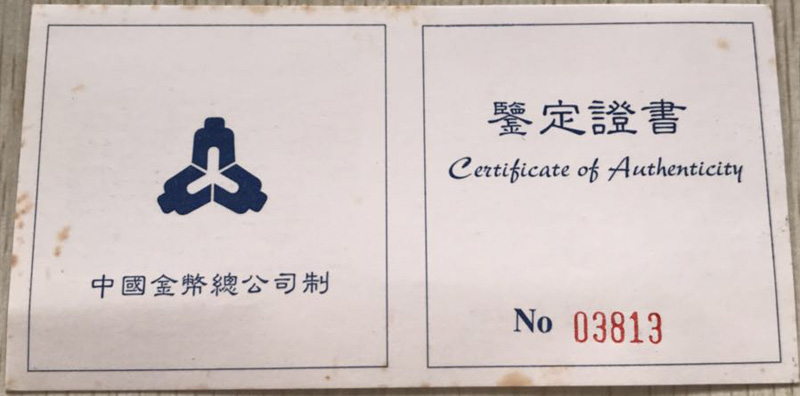 中國金幣總公司制
鑒定證書
Certificate of Authenticity
No 03813